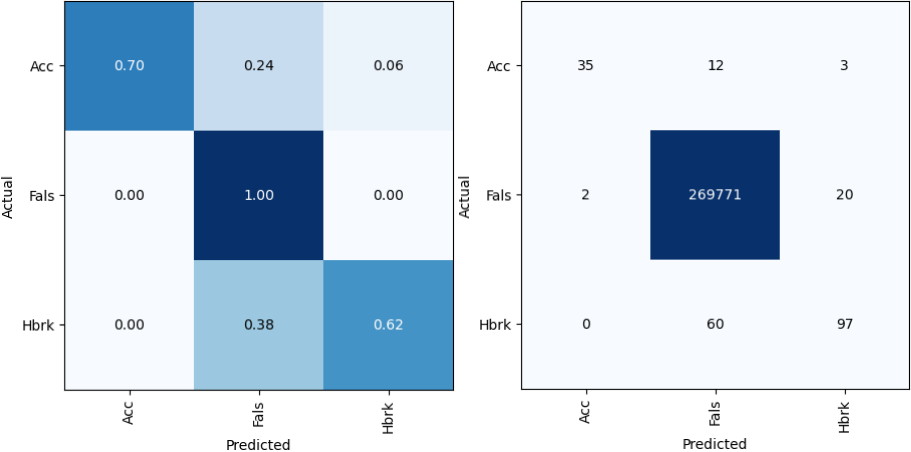 Acc 0.70 0.24 0.06
Fals 0.00 1.00 0.00
Hbrk 0.00 0.38 0.62
Actual
Acc Fals Hbrk
Predicted
Acc 35 12 3
Fals 2 269771 20
Hbrk 0 60 97
Actual
Acc Fals Hbrk
Predicted